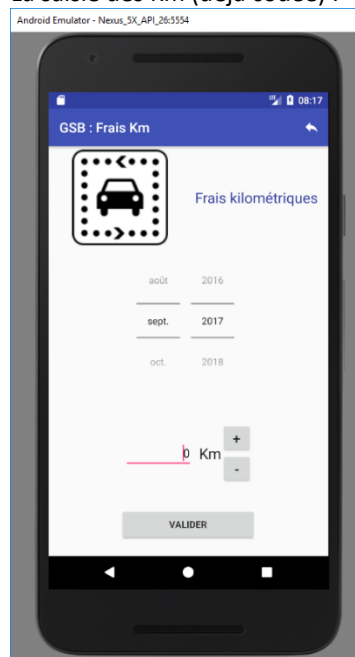 La saisie des Km (déjà codée) :
Android Emulator - Nexus_5X_API_26:5554
08:17
GSB : Frais Km
Frais kilométriques
août 2016
sept. 2017
oct. 2018
0 Km
+
-
VALIDER